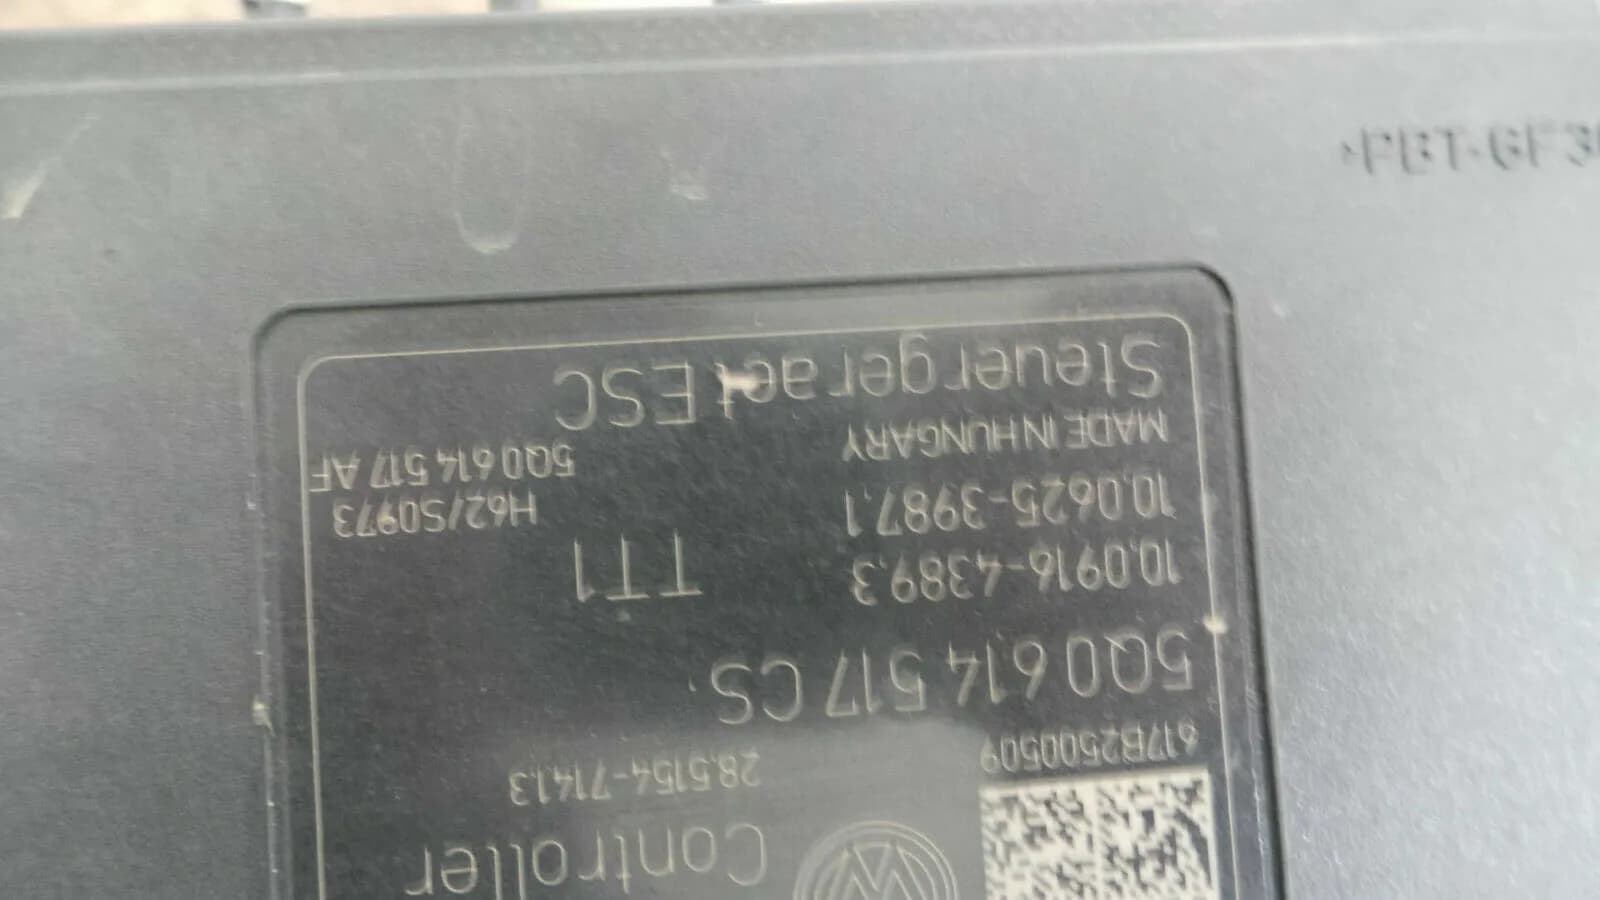 Controller
28.5154-7141.3
617B2500509
5Q0 614 517 CS
10.0916-4389.3
TT1
10.0625-3987.1
H62/S0973
MADE IN HUNGARY
5Q0 614 517 AF
Steuergeraet ESC
>PBT-GF3